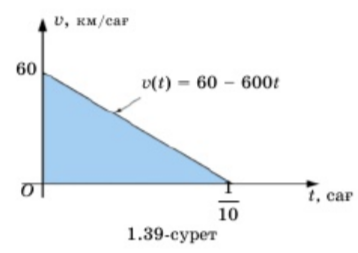 v, км/сағ
60
v(t) = 60 − 600t
O
1
10
t, сағ
1.39-сурет